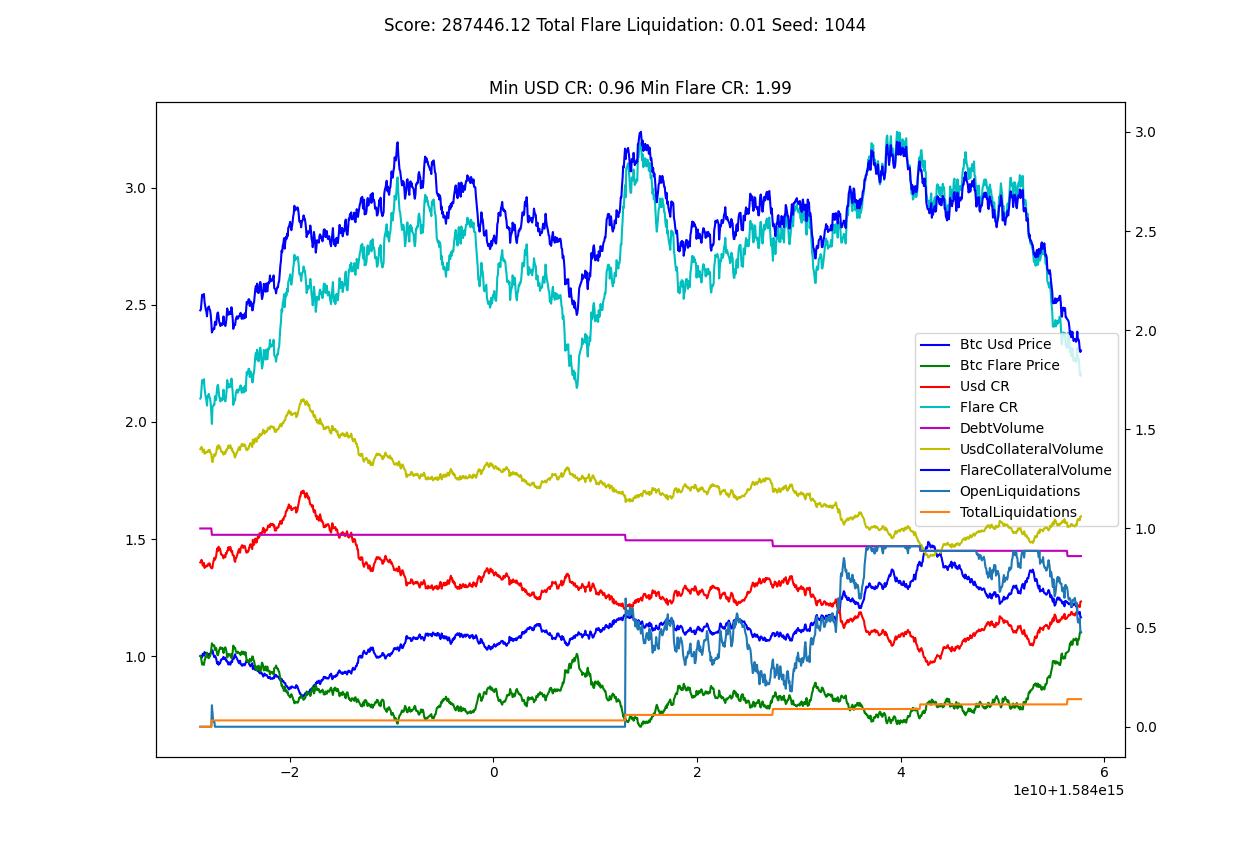 Score: 287446.12 Total Flare Liquidation: 0.01 Seed: 1044
Min USD CR: 0.96 Min Flare CR: 1.99
3.0
2.5
2.0
1.5
1.0
3.0
2.5
2.0
1.5
1.0
0.5
0.0
Btc Usd Price
Btc Flare Price
Usd CR
Flare CR
DebtVolume
UsdCollateralVolume
FlareCollateralVolume
OpenLiquidations
TotalLiquidations
−2 0 2 4 6
1e10+1.584e15